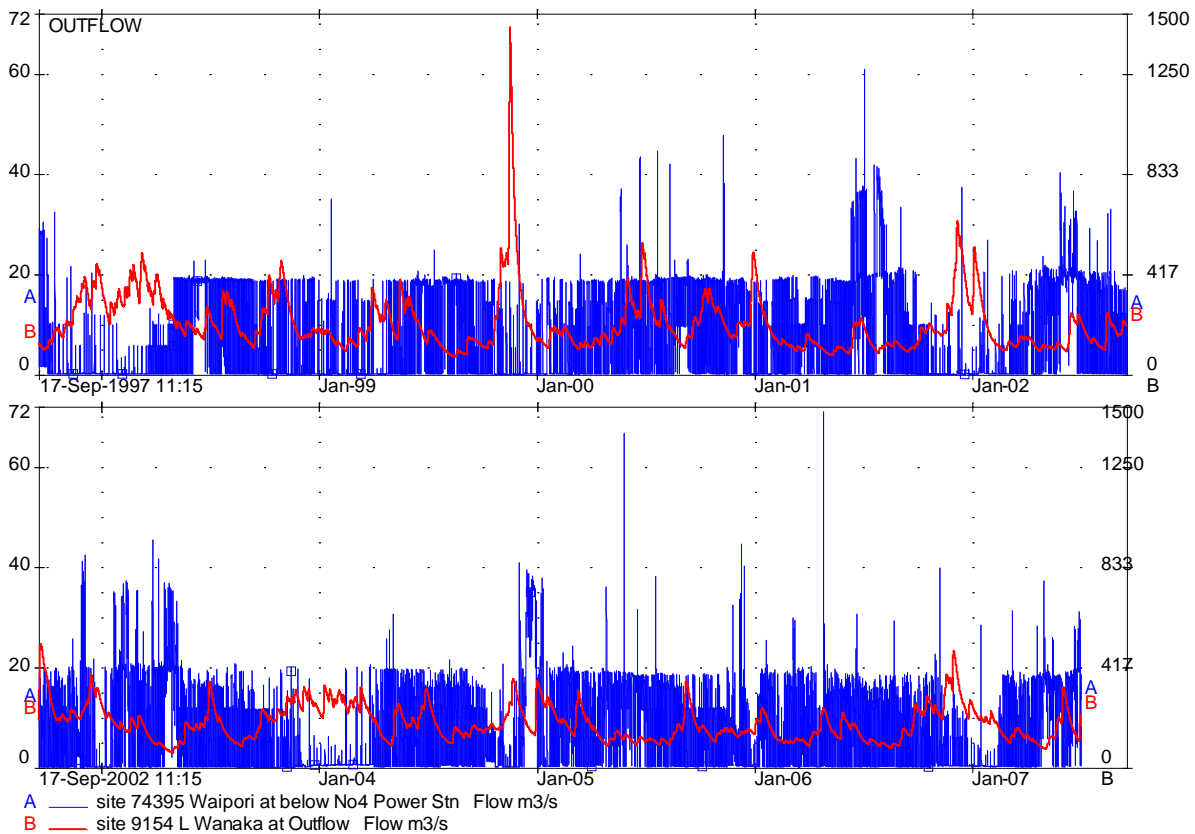 72 OUTFLOW 1500
60 1250
40 833
20 417
A A
B B
0 0
17-Sep-1997 11:15 Jan-99 Jan-00 Jan-01 Jan-02 B
72 1500
60 1250
40 833
20 417
A A
B B
0 0
17-Sep-2002 11:15 Jan-04 Jan-05 Jan-06 Jan-07 B
A site 74395 Waipori at below No4 Power Stn Flow m3/s
B site 9154 L Wanaka at Outflow Flow m3/s